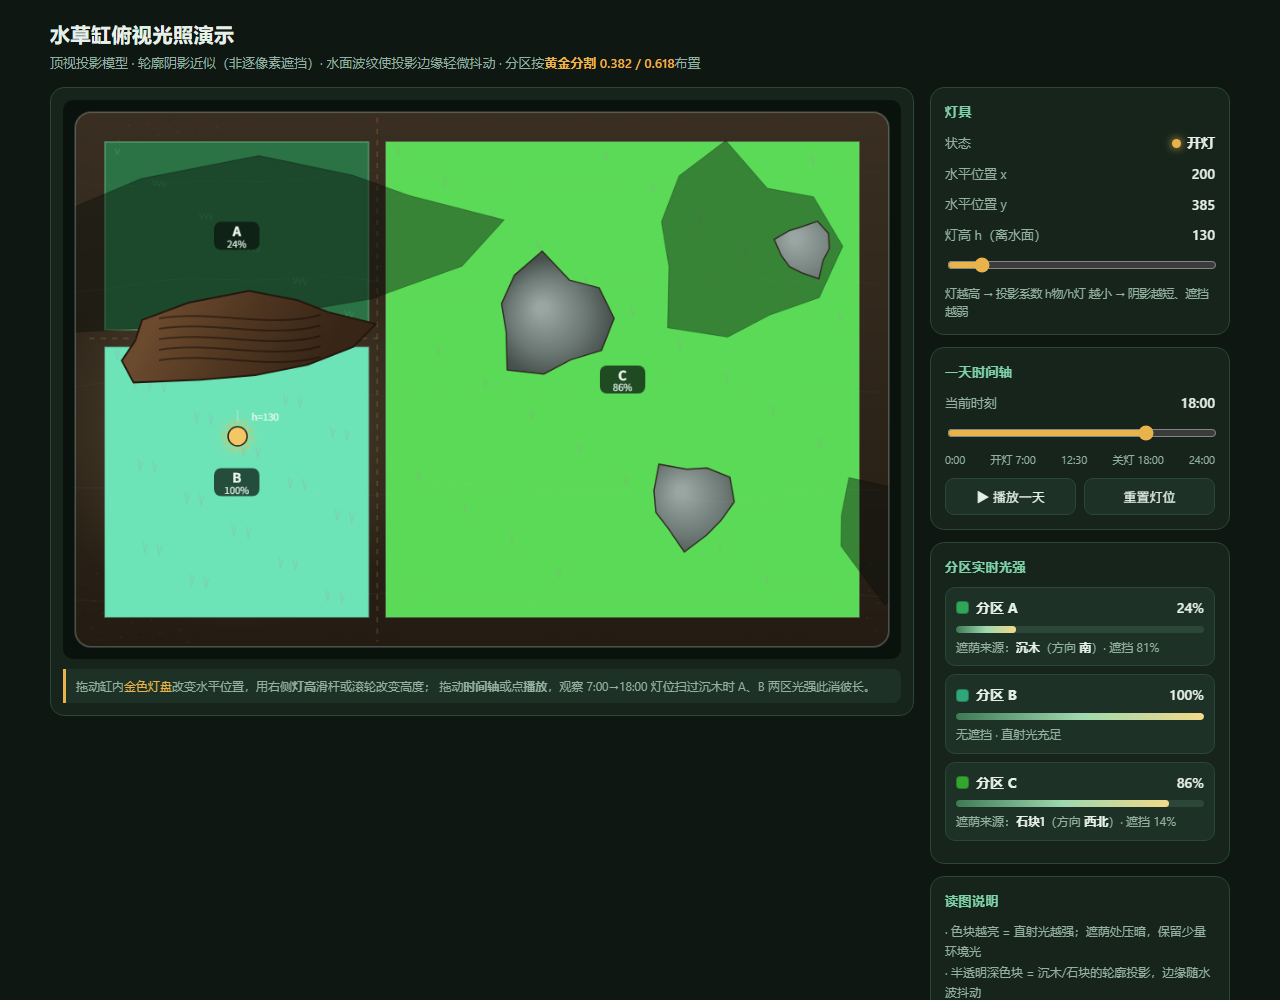 水草缸俯视光照演示
顶视投影模型 · 轮廓阴影近似（非逐像素遮挡）· 水面波纹使投影边缘轻微抖动 · 分区按黄金分割 0.382 / 0.618布置
A
24%
h=130
B
100%
C
86%
拖动缸内金色灯盘改变水平位置，用右侧灯高滑杆或滚轮改变高度； 拖动时间轴或点播放，观察 7:00→18:00 灯位扫过沉木时 A、B 两区光强此消彼长。
灯具
状态 开灯
水平位置 x 200
水平位置 y 385
灯高 h（离水面） 130
灯越高 → 投影系数 h物/h灯 越小 → 阴影越短、遮挡
越弱
一天时间轴
当前时刻 18:00
0:00 开灯 7:00 12:30 关灯 18:00 24:00
▶ 播放一天 重置灯位
分区实时光强
分区 A 24%
遮荫来源：沉木（方向 南）· 遮挡 81%
分区 B 100%
无遮挡 · 直射光充足
分区 C 86%
遮荫来源：石块1（方向 西北）· 遮挡 14%
读图说明
· 色块越亮 = 直射光越强；遮荫处压暗，保留少量
环境光
· 半透明深色块 = 沉木/石块的轮廓投影，边缘随水
波抖动